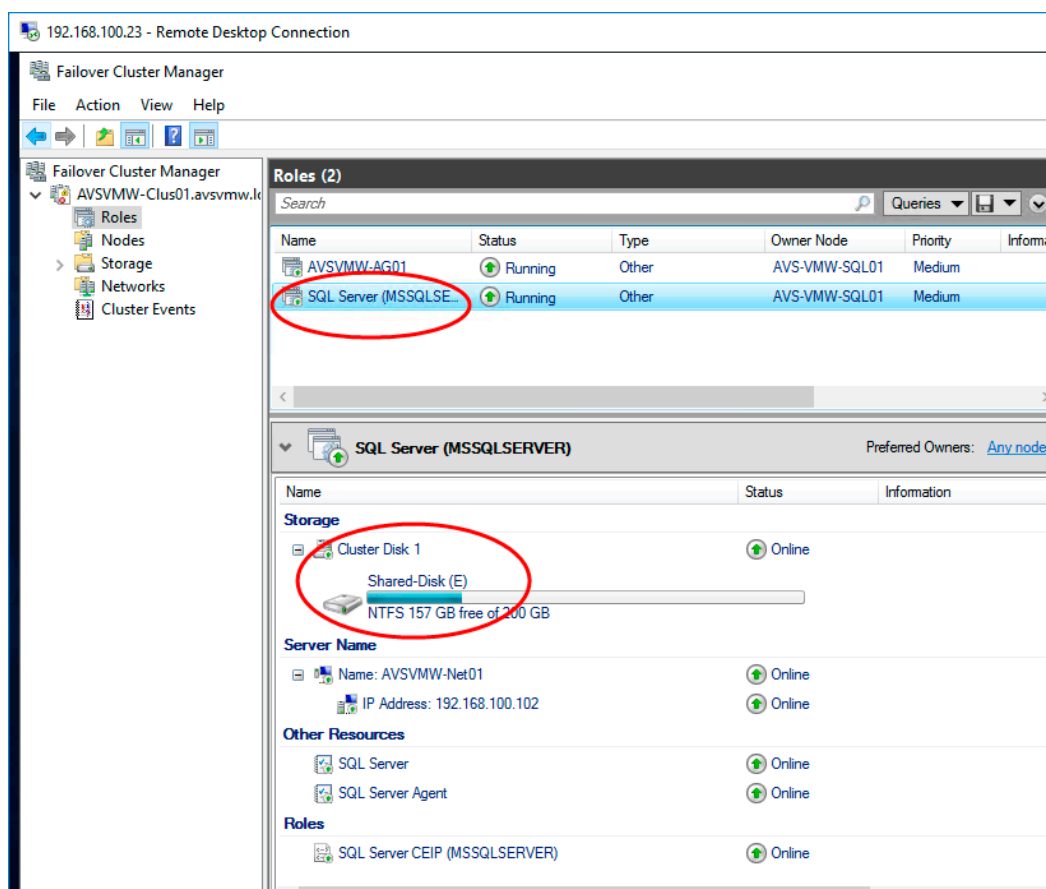 192.168.100.23 - Remote Desktop Connection
Failover Cluster Manager
File Action View Help
Failover Cluster Manager
AVSVMW-Clus01.avsvmw.lo
Roles
Nodes
Storage
Networks
Cluster Events
Roles (2)
Search
Queries
Name Status Type Owner Node Priority Informa
AVSVMW-AG01 Running Other AVS-VMW-SQL01 Medium
SQL Server (MSSQLSE... Running Other AVS-VMW-SQL01 Medium
SQL Server (MSSQLSERVER) Preferred Owners: Any node
Name Status Information
Storage
Cluster Disk 1 Online
Shared-Disk (E)
NTFS 157 GB free of 200 GB
Server Name
Name: AVSVMW-Net01 Online
IP Address: 192.168.100.102 Online
Other Resources
SQL Server Online
SQL Server Agent Online
Roles
SQL Server CEIP (MSSQLSERVER) Online